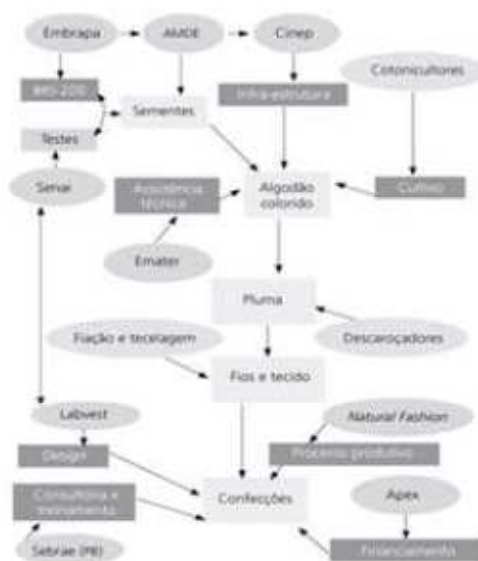 Embrapa
AMDE
Cinep
Cotonicultores
BRS-200
Infra-estrutura
Sementes
Testes
Senai
Assistência
técnica
Algodão
colorido
Cultivo
Emater
Pluma
Fiação e tecelagem
Descaroçadores
Fios e tecido
Labvest
Natural Fashion
Design
Processo produtivo
Consultoria e
treinamento
Confecções
Apex
Sebrae (PB)
Financiamento